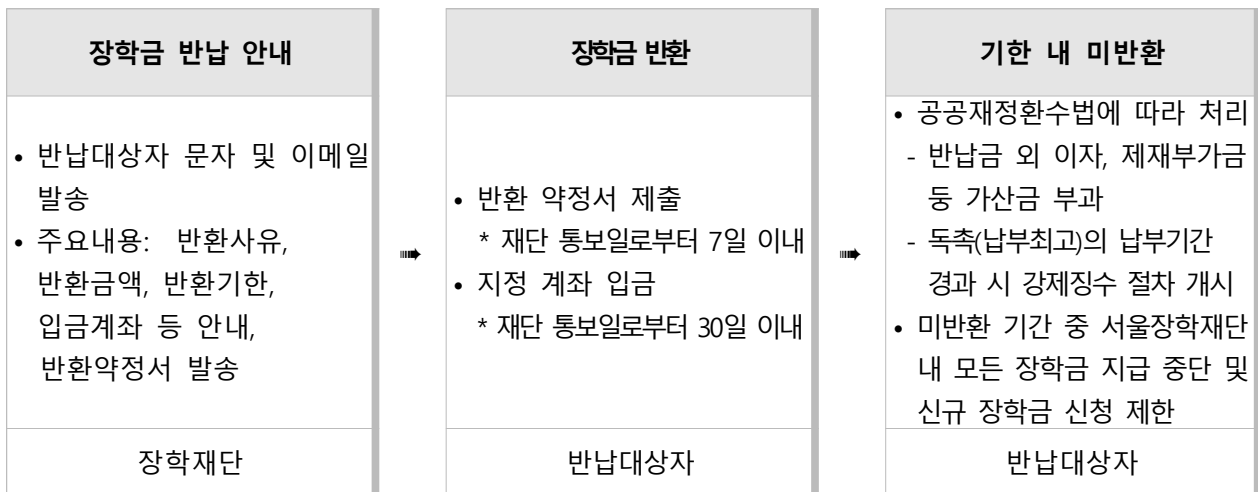 장학금 반납 안내
• 반납대상자 문자 및 이메일
발송
• 주요내용: 반환사유,
반환금액, 반환기한,
입금계좌 등 안내,
반환약정서 발송
장학재단
➠
장학금 반환
• 반환 약정서 제출
* 재단 통보일로부터 7일 이내
• 지정 계좌 입금
* 재단 통보일로부터 30일 이내
반납대상자
➠
기한 내 미반환
• 공공재정환수법에 따라 처리
- 반납금 외 이자, 제재부가금
둥 가산금 부과
- 독촉(납부최고)의 납부기간
경과 시 강제징수 절차 개시
• 미반환 기간 중 서울장학재단
내 모든 장학금 지급 중단 및
신규 장학금 신청 제한
반납대상자